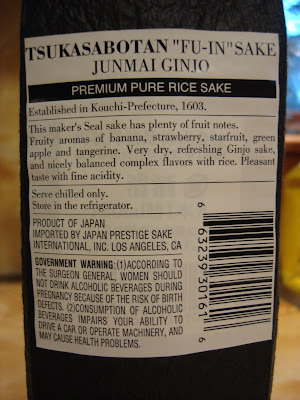 TSUKASABOTAN "FU-IN" SAKE
JUNMAI GINJO
PREMIUM PURE RICE SAKE
Established in Kouchi-Prefecture, 1603.
This maker's Seal sake has plenty of fruit notes.
Fruity aromas of banana, strawberry, starfruit, green
apple and tangerine. Very dry, refreshing Ginjo sake,
and nicely balanced complex flavors with rice. Pleasant
taste with fine acidity.
Serve chilled only.
Store in the refrigerator.
PRODUCT OF JAPAN
IMPORTED BY JAPAN PRESTIGE SAKE
INTERNATIONAL, INC. LOS ANGELES, CA
GOVERNMENT WARNING: (1)ACCORDING TO
THE SURGEON GENERAL, WOMEN SHOULD
NOT DRINK ALCOHOLIC BEVERAGES DURING
PREGNANCY BECAUSE OF THE RISK OF BIRTH
DEFECTS. (2)CONSUMPTION OF ALCOHOLIC
BEVERAGES IMPAIRS YOUR ABILITY TO
DRIVE A CAR OR OPERATE MACHINERY, AND
MAY CAUSE HEALTH PROBLEMS.
6 63239 30161 6